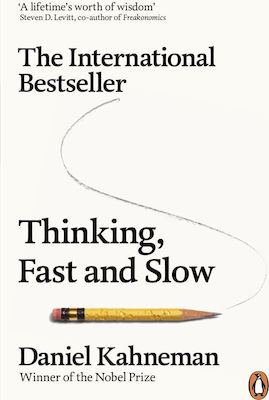 ‘A lifetime’s worth of wisdom’
Steven D. Levitt, co-author of Freakonomics
The International
Bestseller
Thinking,
Fast and Slow
Daniel Kahneman
Winner of the Nobel Prize